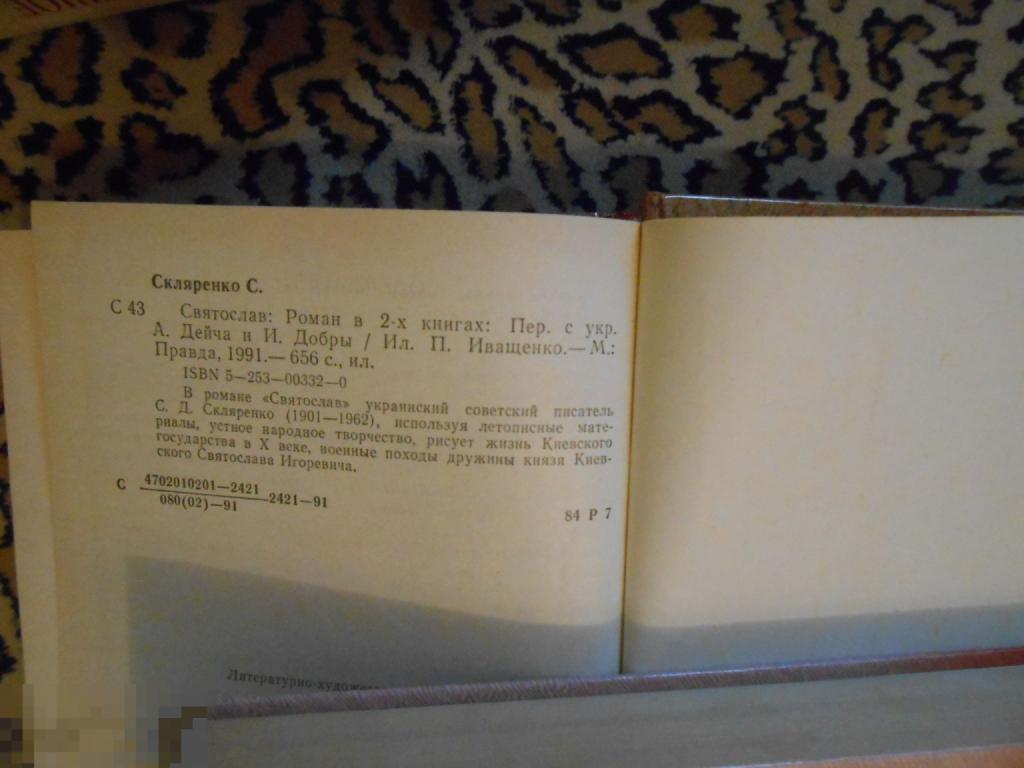 Скляренко С.
С 43 Святослав: Роман в 2-х книгах: Пер. с укр.
А. Дейча и И. Добры / Ил. П. Иващенко.— М.:
Правда, 1991.— 656 с., ил.
ISBN 5—253—00332—0
В романе «Святослав» украинский советский писатель
С. Д. Скляренко (1901—1962), используя летописные мате-
риалы, устное народное творчество, рисует жизнь Киевского
государства в X веке, военные походы дружины князя Киев-
ского Святослава Игоревича.
С 4702010201—2421
080(02)—91
2421—91
84 Р 7